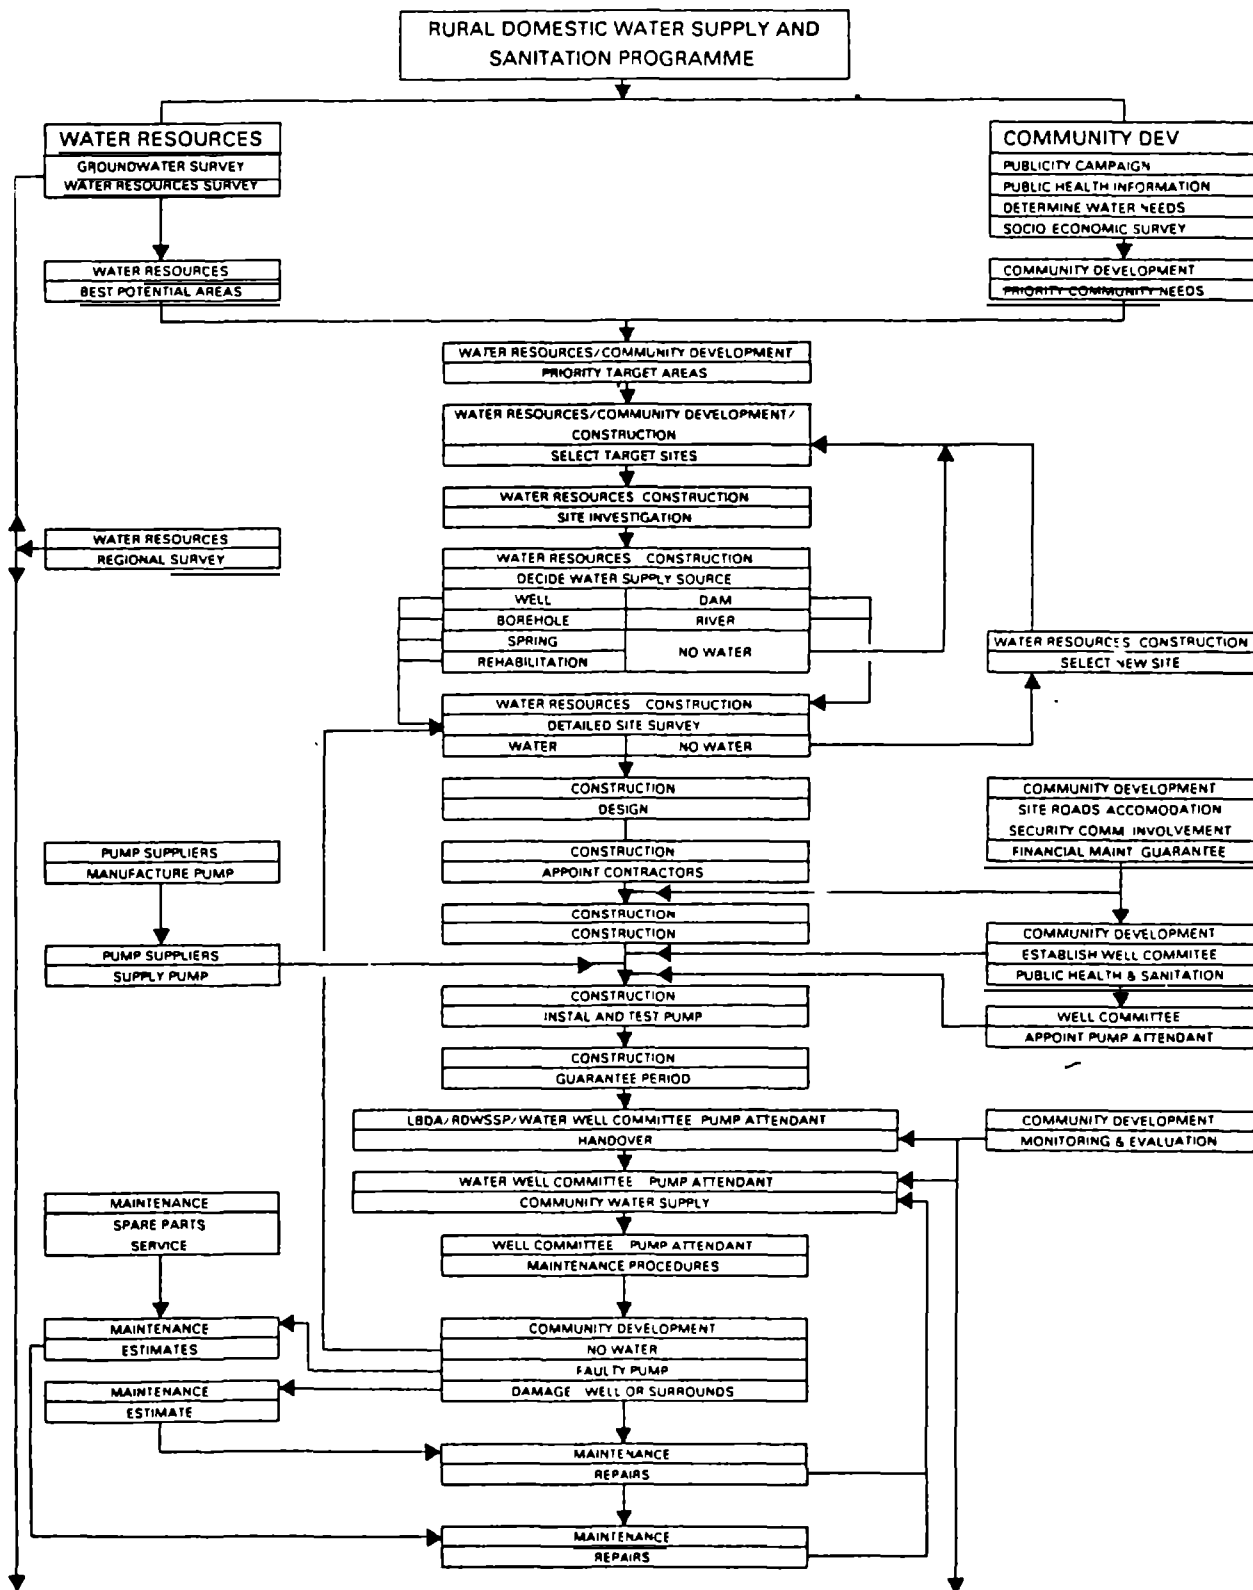 RURAL DOMESTIC WATER SUPPLY AND
SANITATION PROGRAMME
WATER RESOURCES
GROUNDWATER SURVEY
WATER RESOURCES SURVEY
COMMUNITY DEV
PUBLICITY CAMPAIGN
PUBLIC HEALTH INFORMATION
DETERMINE WATER NEEDS
SOCIO ECONOMIC SURVEY
WATER RESOURCES
BEST POTENTIAL AREAS
COMMUNITY DEVELOPMENT
PRIORITY COMMUNITY NEEDS
WATER RESOURCES/COMMUNITY DEVELOPMENT
PRIORITY TARGET AREAS
WATER RESOURCES/COMMUNITY DEVELOPMENT/
CONSTRUCTION
SELECT TARGET SITES
WATER RESOURCES CONSTRUCTION
SITE INVESTIGATION
WATER RESOURCES
REGIONAL SURVEY
WATER RESOURCES CONSTRUCTION
DECIDE WATER SUPPLY SOURCE
WELL DAM
BOREHOLE RIVER
SPRING
NO WATER
REHABILITATION
WATER RESOURCES CONSTRUCTION
SELECT NEW SITE
WATER RESOURCES CONSTRUCTION
DETAILED SITE SURVEY
WATER NO WATER
CONSTRUCTION
DESIGN
COMMUNITY DEVELOPMENT
SITE ROADS ACCOMODATION
SECURITY COMM INVOLVEMENT
FINANCIAL MAINT GUARANTEE
PUMP SUPPLIERS
MANUFACTURE PUMP
CONSTRUCTION
APPOINT CONTRACTORS
CONSTRUCTION
CONSTRUCTION
PUMP SUPPLIERS
SUPPLY PUMP
COMMUNITY DEVELOPMENT
ESTABLISH WELL COMMITEE
PUBLIC HEALTH & SANITATION
CONSTRUCTION
INSTAL AND TEST PUMP
WELL COMMITTEE
APPOINT PUMP ATTENDANT
CONSTRUCTION
GUARANTEE PERIOD
LBDA/RDWSSP/WATER WELL COMMITTEE PUMP ATTENDANT
HANDOVER
COMMUNITY DEVELOPMENT
MONITORING & EVALUATION
WATER WELL COMMITTEE PUMP ATTENDANT
COMMUNITY WATER SUPPLY
MAINTENANCE
SPARE PARTS
SERVICE
WELL COMMITTEE PUMP ATTENDANT
MAINTENANCE PROCEDURES
MAINTENANCE
ESTIMATES
COMMUNITY DEVELOPMENT
NO WATER
FAULTY PUMP
DAMAGE WELL OR SURROUNDS
MAINTENANCE
ESTIMATE
MAINTENANCE
REPAIRS
MAINTENANCE
REPAIRS